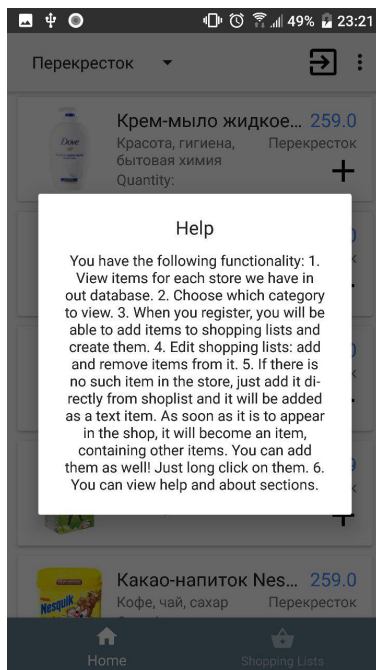 49% 23:21
Перекресток
Крем-мыло жидкое... 259.0
Dove
Красота, гигиена, Перекресток
бытовая химия
Quantity:
Help
You have the following functionality: 1.
View items for each store we have in
out database. 2. Choose which category
to view. 3. When you register, you will be
able to add items to shopping lists and
create them. 4. Edit shopping lists: add
and remove items from it. 5. If there is
no such item in the store, just add it di-
rectly from shoplist and it will be added
as a text item. As soon as it is to appear
in the shop, it will become an item,
containing other items. You can add
them as well! Just long click on them. 6.
You can view help and about sections.
Какао-напиток Nes... 259.0
Nesquik
Кофе, чай, сахар Перекресток
Home
Shopping Lists